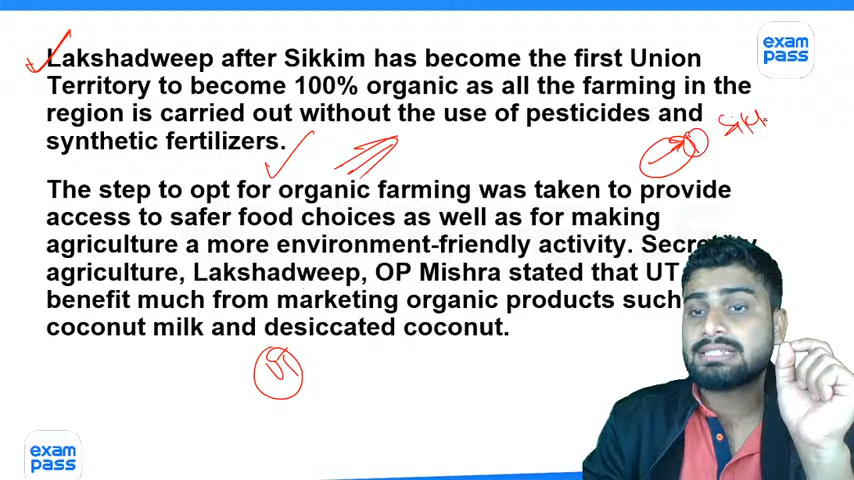 exam
pass
Lakshadweep after Sikkim has become the first Union
Territory to become 100% organic as all the farming in the
region is carried out without the use of pesticides and
synthetic fertilizers.
The step to opt for organic farming was taken to provide
access to safer food choices as well as for making
agriculture a more environment-friendly activity.
agriculture, Lakshadweep, OP Mishra stated that UT
benefit much from marketing organic products such
coconut milk and desiccated coconut.
UT
exam
pass